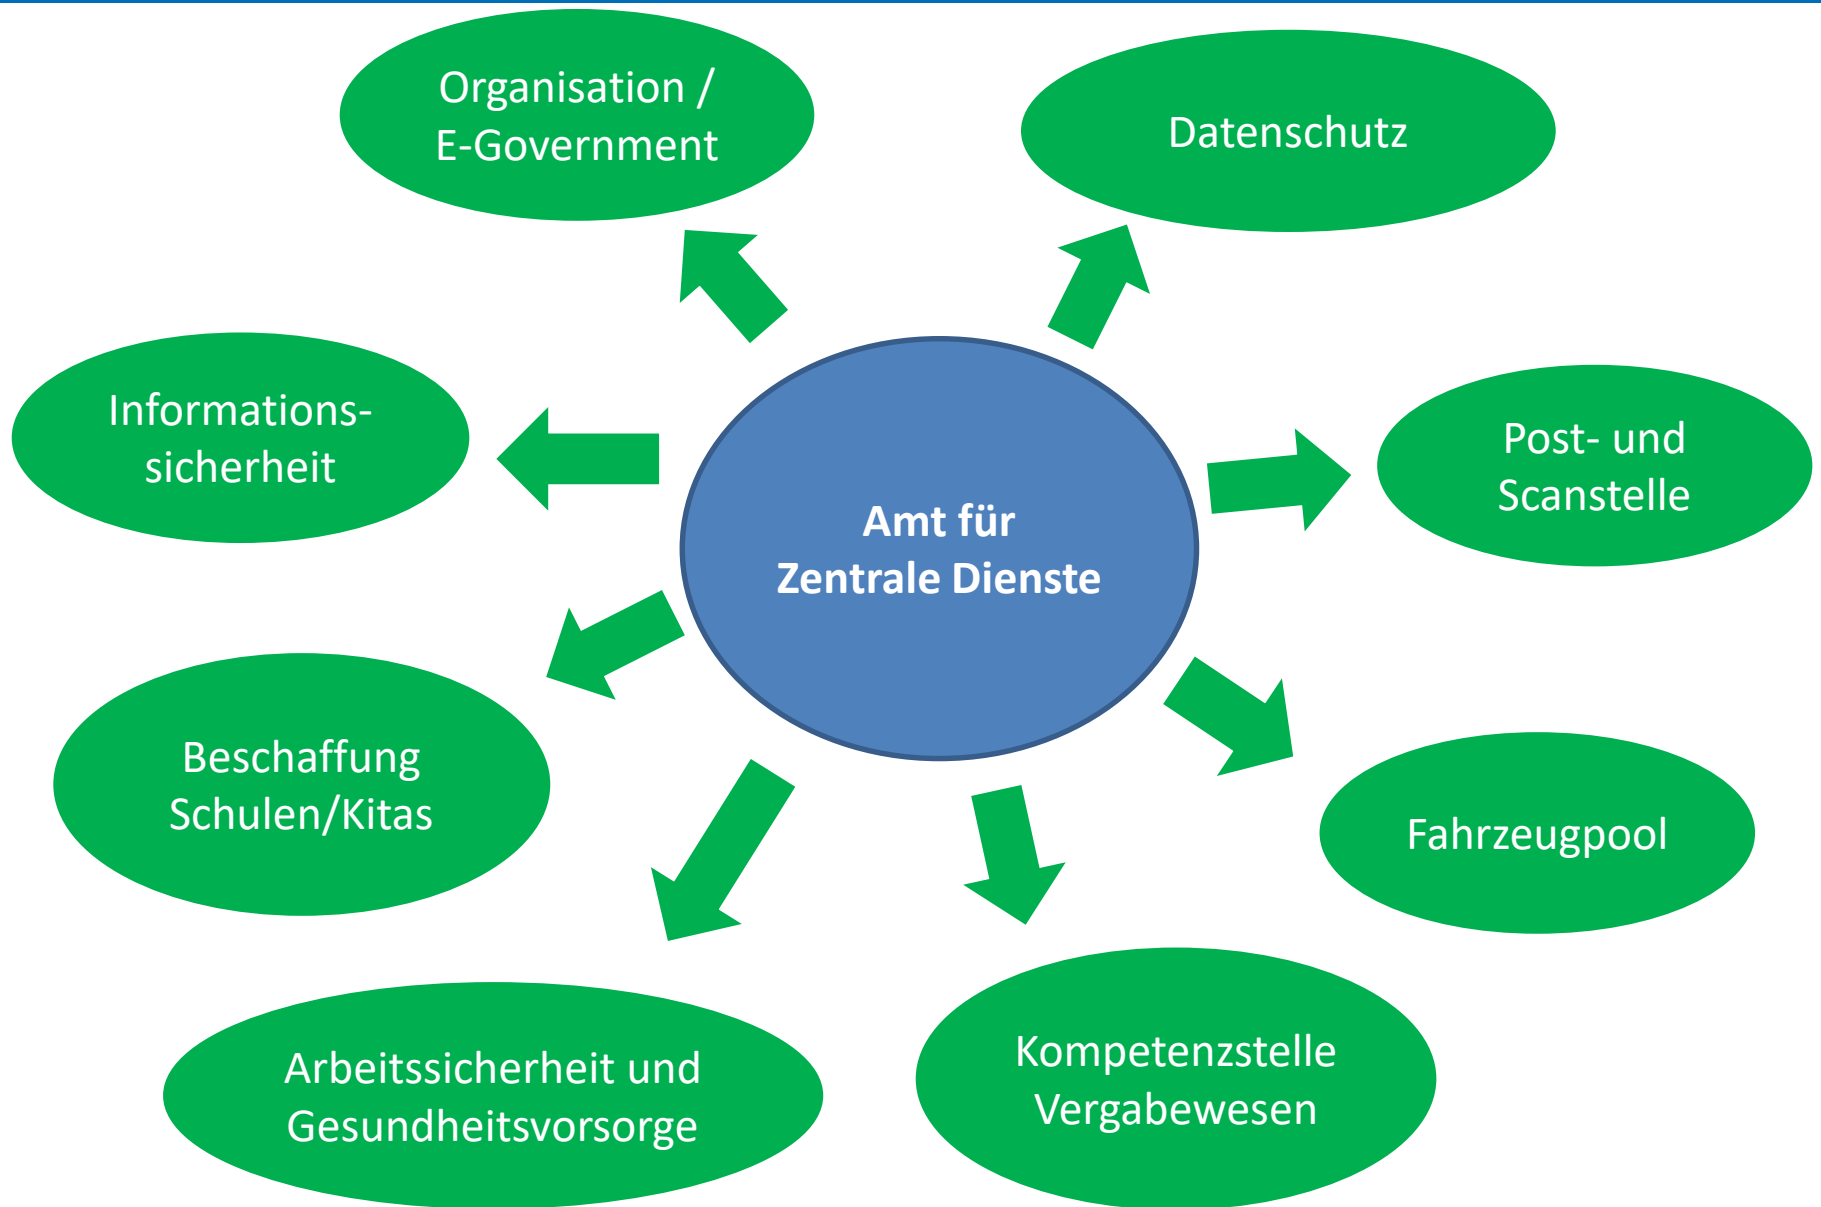 Organisation /
E-Government
Datenschutz
Informations-
sicherheit
Post- und
Scanstelle
Amt für
Zentrale Dienste
Beschaffung
Schulen/Kitas
Fahrzeugpool
Arbeitssicherheit und
Gesundheitsvorsorge
Kompetenzstelle
Vergabewesen